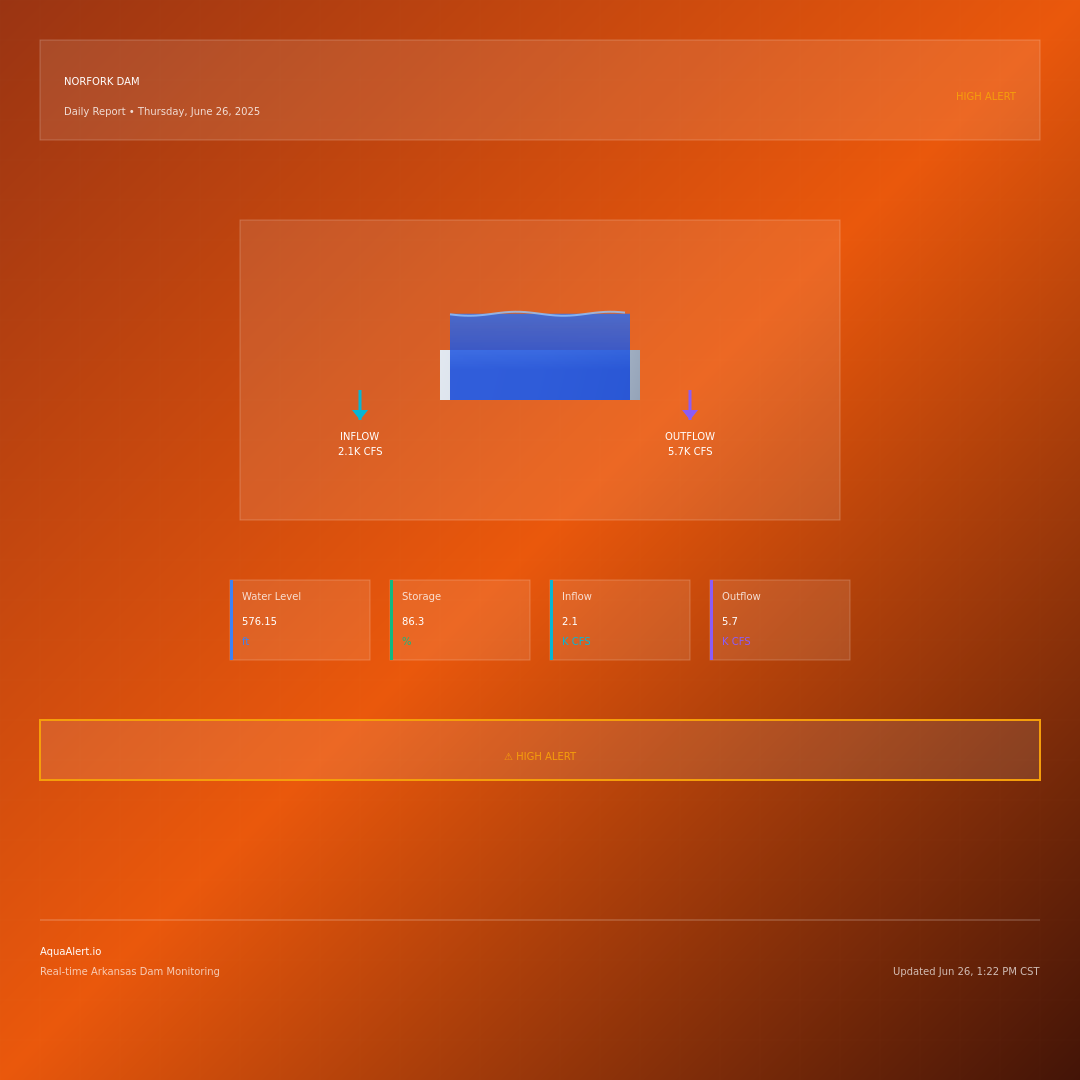 NORFORK DAM
Daily Report • Thursday, June 26, 2025
HIGH ALERT
INFLOW
2.1K CFS
OUTFLOW
5.7K CFS
Water Level
576.15
Storage
86.3
%
Inflow
2.1
K CFS
Outflow
5.7
K CFS
⚠ HIGH ALERT
AquaAlert.io
Real-time Arkansas Dam Monitoring
Updated Jun 26, 1:22 PM CST